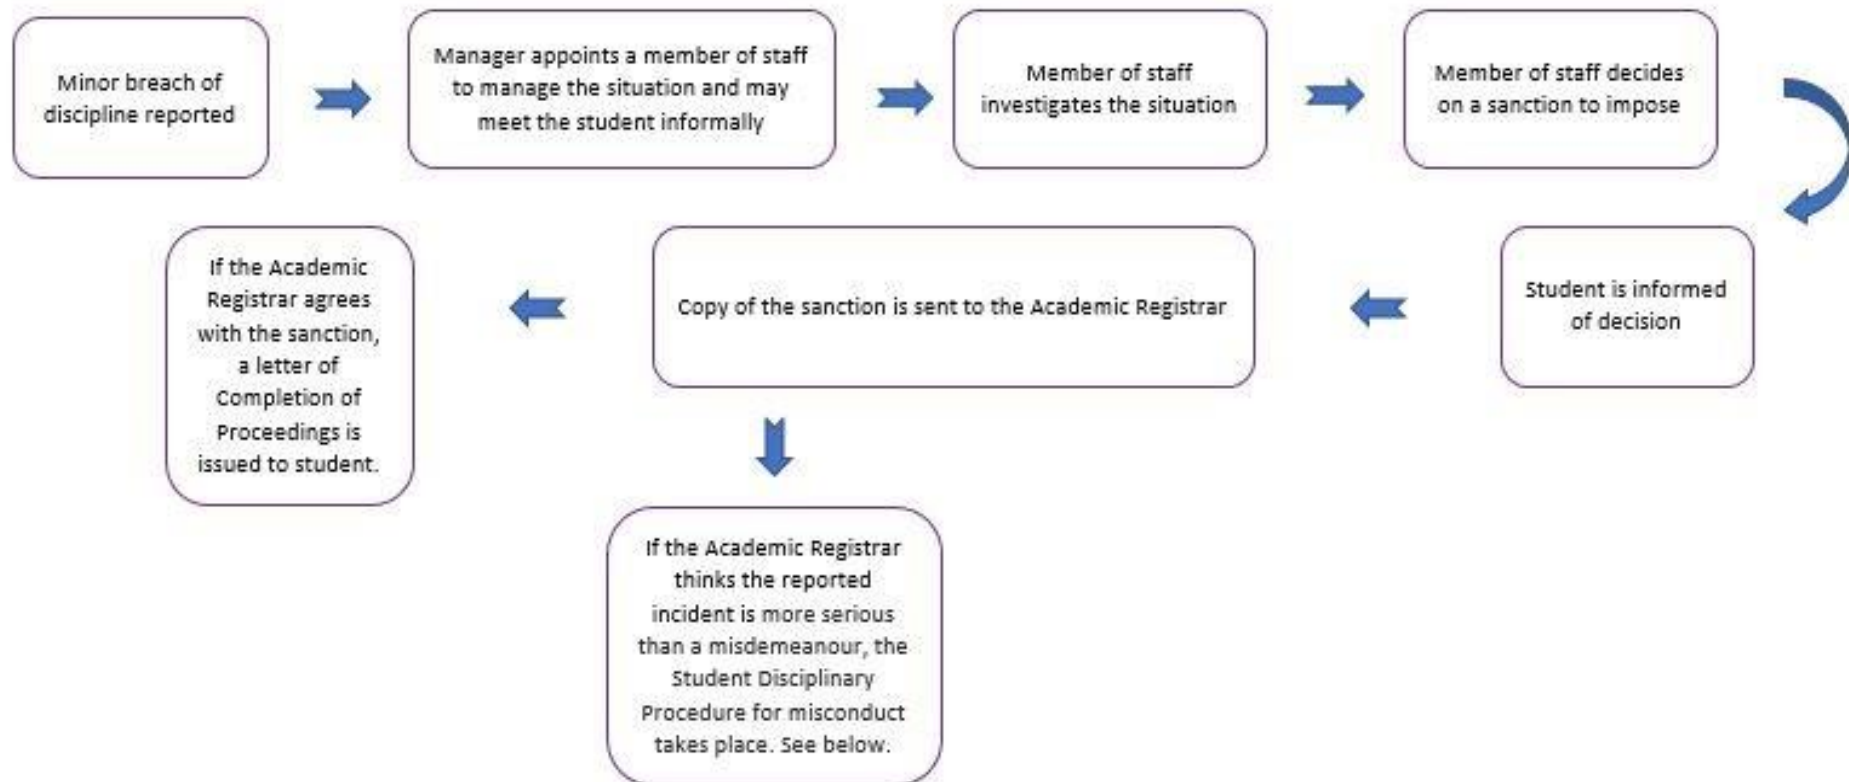 Minor breach of
discipline reported
Manager appoints a member of staff
to manage the situation and may
meet the student informally
Member of staff
investigates the situation
Member of staff decides
on a sanction to impose
Student is informed
of decision
Copy of the sanction is sent to the Academic Registrar
If the Academic
Registrar agrees
with the sanction,
a letter of
Completion of
Proceedings is
issued to student.
If the Academic Registrar
thinks the reported
incident is more serious
than a misdemeanour, the
Student Disciplinary
Procedure for misconduct
takes place. See below.